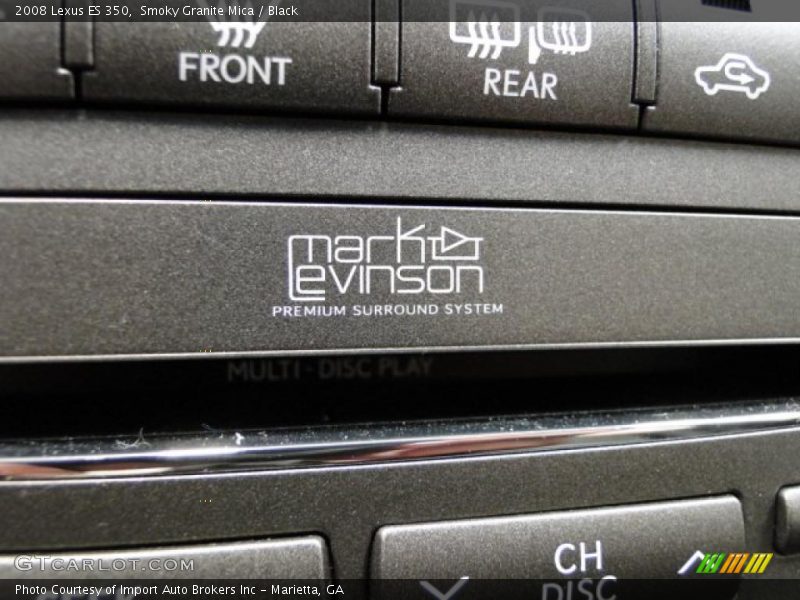 2008 Lexus ES 350, Smoky Granite Mica / Black
FRONT
REAR
mark
levinson
PREMIUM SURROUND SYSTEM
MULTI-DISC PLAY
CH
DISC
GTCARLOT.COM
Photo Courtesy of Import Auto Brokers Inc - Marietta, GA